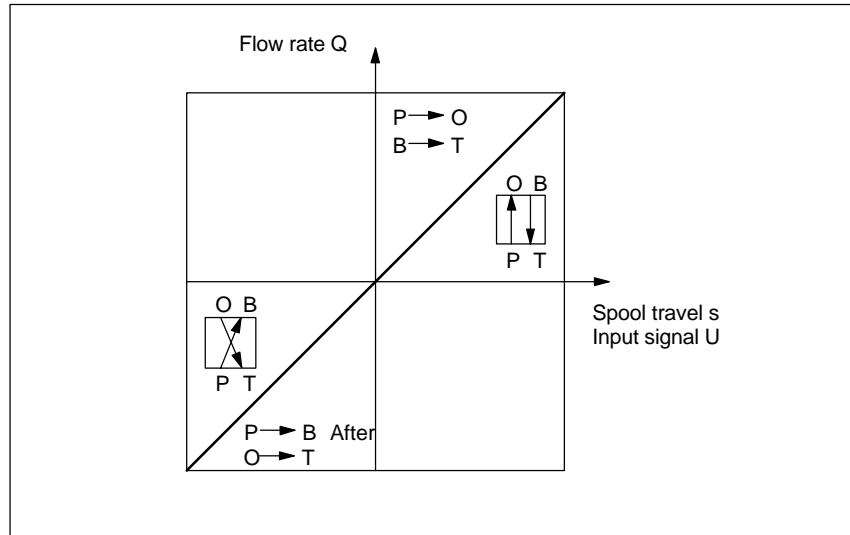 Flow rate Q
P O
B T
O B
P T
Spool travel s
Input signal U
O B
P T
P B After
O T